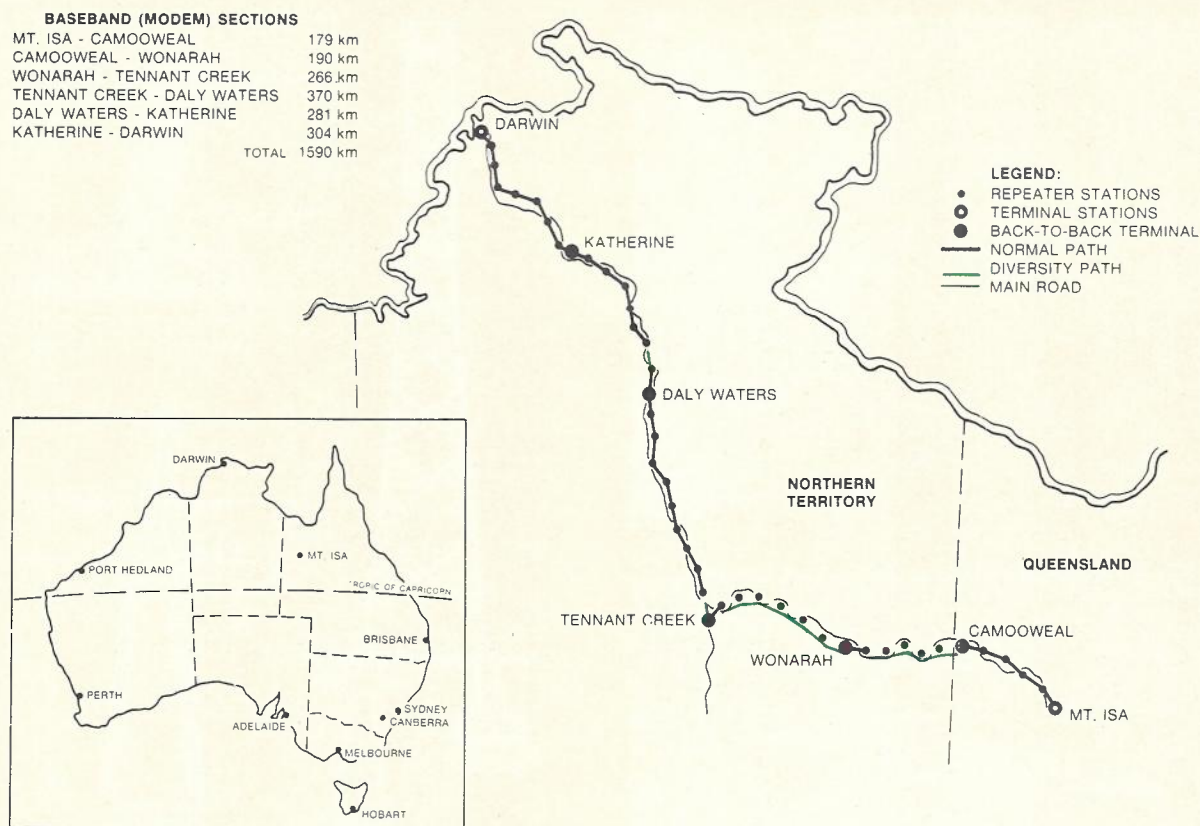 BASEBAND (MODEM) SECTIONS
MT. ISA - CAMOOWEAL 179 km
CAMOOWEAL - WONARAH 190 km
WONARAH - TENNANT CREEK 266 km
TENNANT CREEK - DALY WATERS 370 km
DALY WATERS - KATHERINE 281 km
KATHERINE - DARWIN 304 km
TOTAL 1590 km
DARWIN
LEGEND:
REPEATER STATIONS
TERMINAL STATIONS
BACK-TO-BACK TERMINAL
NORMAL PATH
DIVERSITY PATH
MAIN ROAD
KATHERINE
DALY WATERS
NORTHERN
TERRITORY
QUEENSLAND
TENNANT CREEK
WONARAH
CAMOOWEAL
MT. ISA
DARWIN
MT. ISA
PORT HEDLAND
TROPIC OF CAPRICORN
BRISBANE
PERTH
ADELAIDE
SYDNEY
CANBERRA
MELBOURNE
HOBART